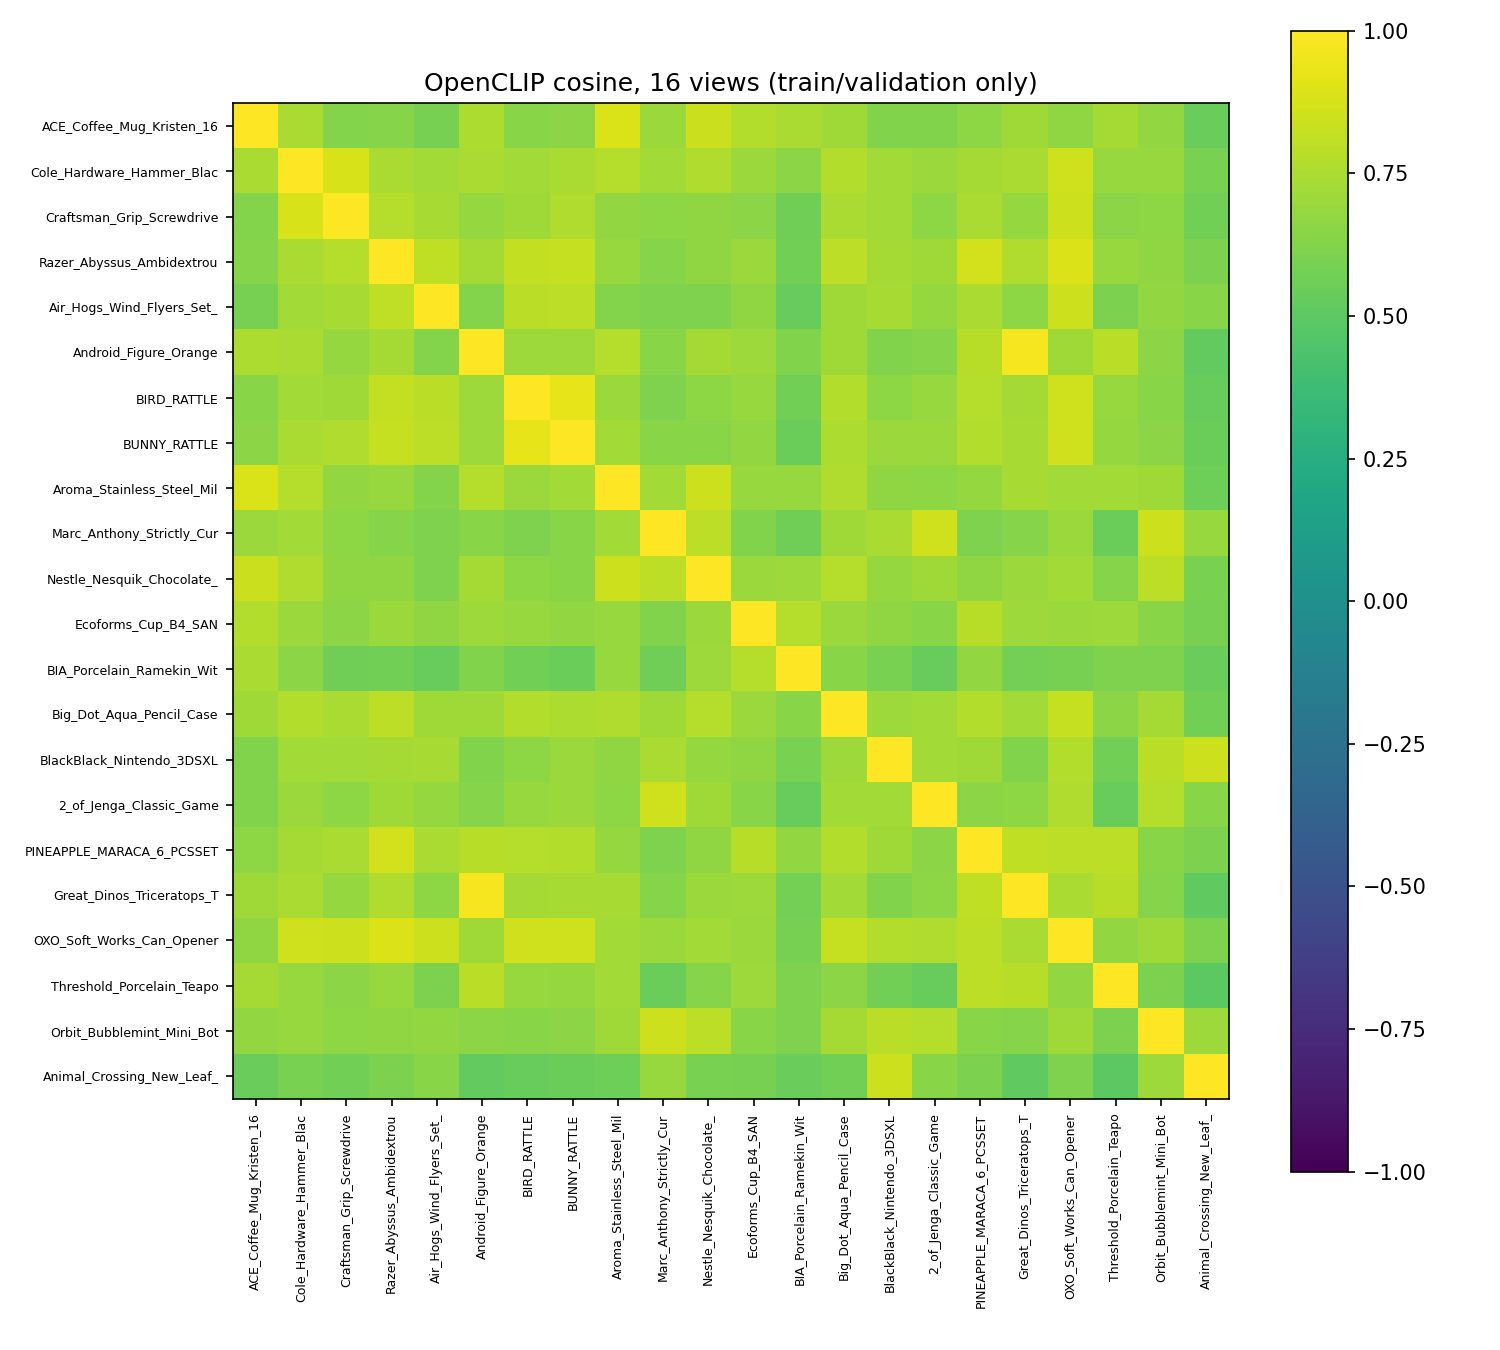 OpenCLIP cosine, 16 views (train/validation only)
ACE_Coffee_Mug_Kristen_16
Cole_Hardware_Hammer_Blac
Craftsman_Grip_Screwdrive
Razer_Abyssus_Ambidextrou
Air_Hogs_Wind_Flyers_Set_
Android_Figure_Orange
BIRD_RATTLE
BUNNY_RATTLE
Aroma_Stainless_Steel_Mil
Marc_Anthony_Strictly_Cur
Nestle_Nesquik_Chocolate_
Ecoforms_Cup_B4_SAN
BIA_Porcelain_Ramekin_Wit
Big_Dot_Aqua_Pencil_Case
BlackBlack_Nintendo_3DSXL
2_of_Jenga_Classic_Game
PINEAPPLE_MARACA_6_PCSSET
Great_Dinos_Triceratops_T
OXO_Soft_Works_Can_Opener
Threshold_Porcelain_Teapo
Orbit_Bubblemint_Mini_Bot
Animal_Crossing_New_Leaf_
ACE_Coffee_Mug_Kristen_16
Cole_Hardware_Hammer_Blac
Craftsman_Grip_Screwdrive
Razer_Abyssus_Ambidextrou
Air_Hogs_Wind_Flyers_Set_
Android_Figure_Orange
BIRD_RATTLE
BUNNY_RATTLE
Aroma_Stainless_Steel_Mil
Marc_Anthony_Strictly_Cur
Nestle_Nesquik_Chocolate_
Ecoforms_Cup_B4_SAN
BIA_Porcelain_Ramekin_Wit
Big_Dot_Aqua_Pencil_Case
BlackBlack_Nintendo_3DSXL
2_of_Jenga_Classic_Game
PINEAPPLE_MARACA_6_PCSSET
Great_Dinos_Triceratops_T
OXO_Soft_Works_Can_Opener
Threshold_Porcelain_Teapo
Orbit_Bubblemint_Mini_Bot
Animal_Crossing_New_Leaf_
1.00
0.75
0.50
0.25
0.00
−0.25
−0.50
−0.75
−1.00